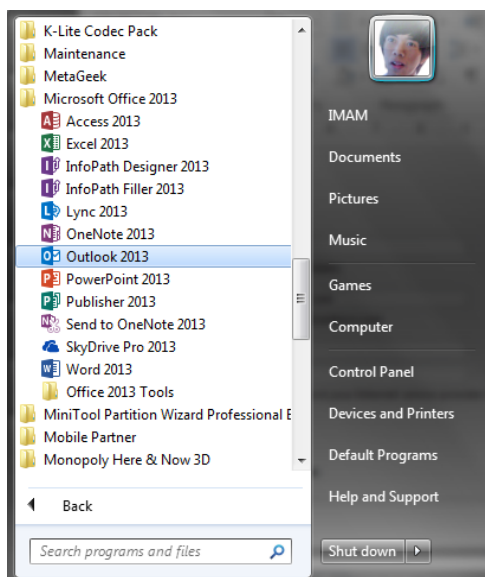 K-Lite Codec Pack
Maintenance
MetaGeek
Microsoft Office 2013
Access 2013
Excel 2013
InfoPath Designer 2013
InfoPath Filler 2013
Lync 2013
OneNote 2013
Outlook 2013
PowerPoint 2013
Publisher 2013
Send to OneNote 2013
SkyDrive Pro 2013
Word 2013
Office 2013 Tools
MiniTool Partition Wizard Professional E
Mobile Partner
Monopoly Here & Now 3D
Back
Search programs and files
IMAM
Documents
Pictures
Music
Games
Computer
Control Panel
Devices and Printers
Default Programs
Help and Support
Shut down